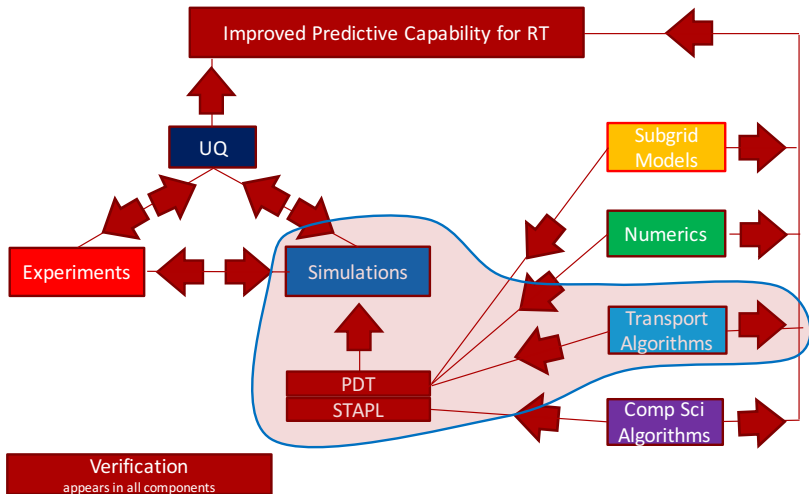 Improved Predictive Capability for RT
UQ
Subgrid
Models
Numerics
Experiments
Simulations
Transport
Algorithms
PDT
STAPL
Comp Sci
Algorithms
Verification
appears in all components